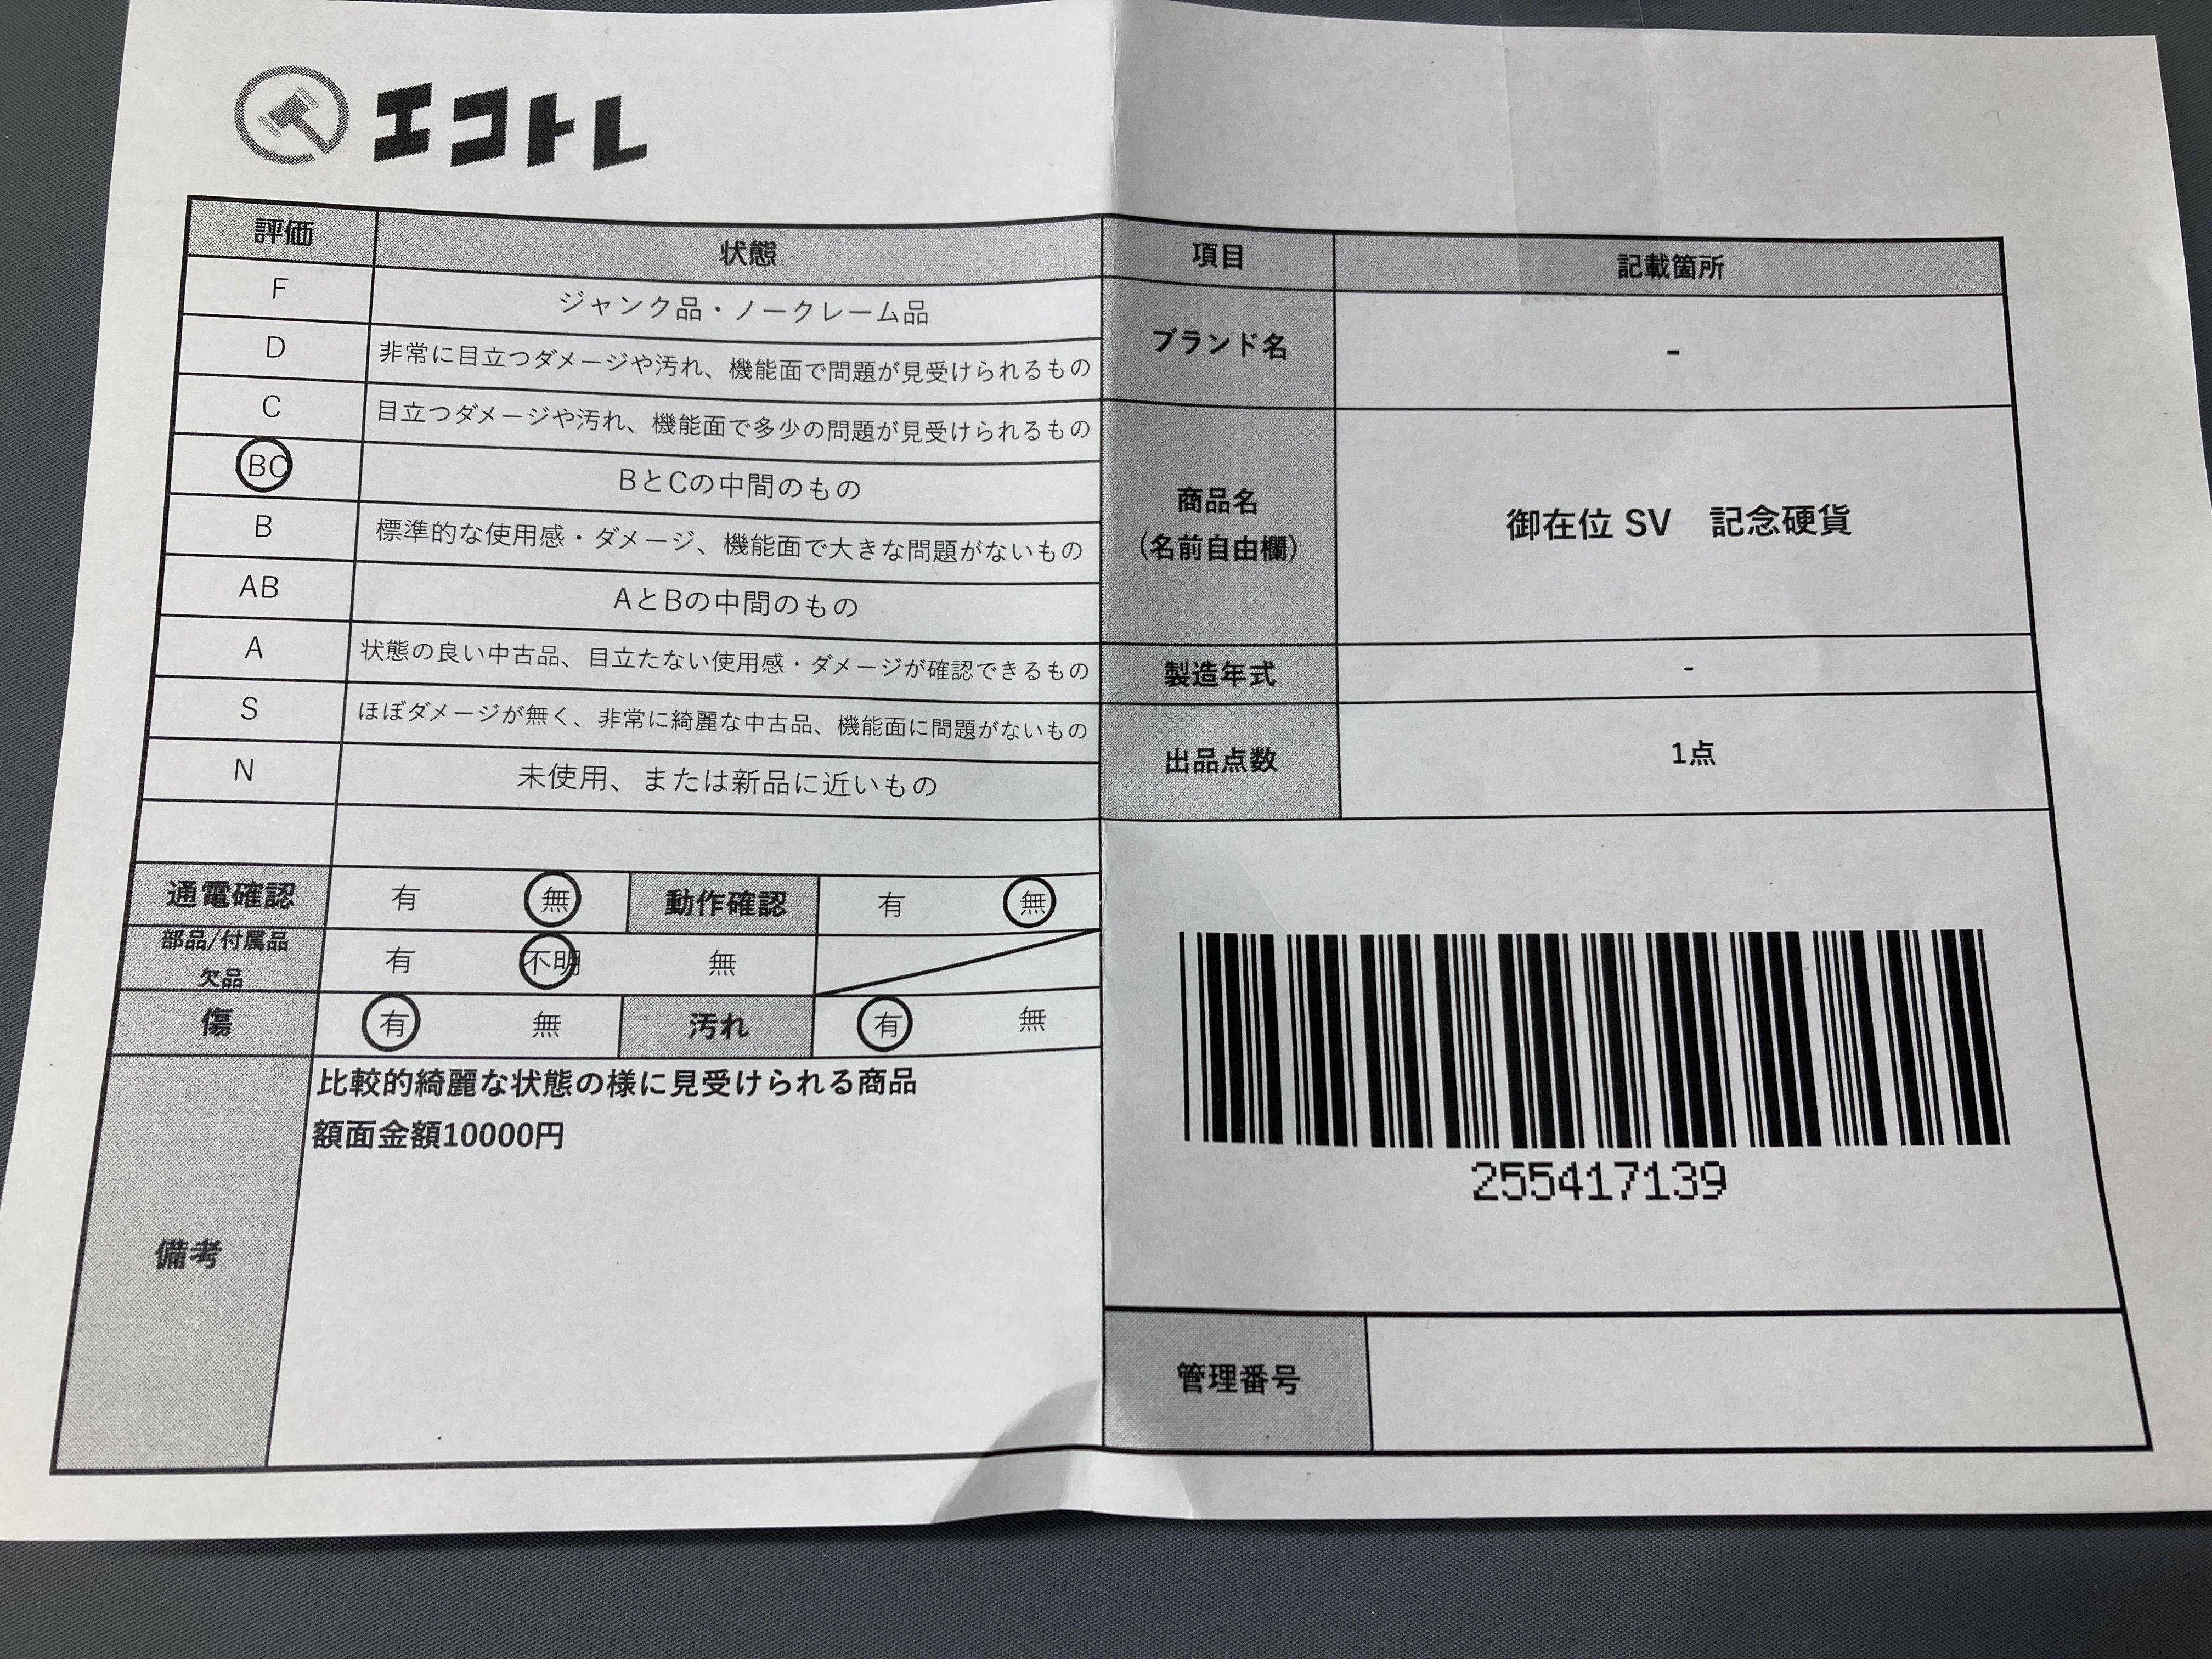 エコトレ
評価 状態
F ジャンク品・ノークレーム品
D 非常に目立つダメージや汚れ、機能面で問題が見受けられるもの
C 目立つダメージや汚れ、機能面で多少の問題が見受けられるもの
BC BとCの中間のもの
B 標準的な使用感・ダメージ、機能面で大きな問題がないもの
AB AとBの中間のもの
A 状態の良い中古品、目立たない使用感・ダメージが確認できるもの
S ほぼダメージが無く、非常に綺麗な中古品、機能面に問題がないもの
N 未使用、または新品に近いもの
通電確認 有 無 動作確認 有 無
部品/付属品
欠品 有 不明 無
傷 有 無 汚れ 有 無
備考
比較的綺麗な状態の様に見受けられる商品
額面金額10000円
項目 記載箇所
ブランド名 -
商品名
(名前自由欄) 御在位 SV 記念硬貨
製造年式 -
出品点数 1点
255417139
管理番号